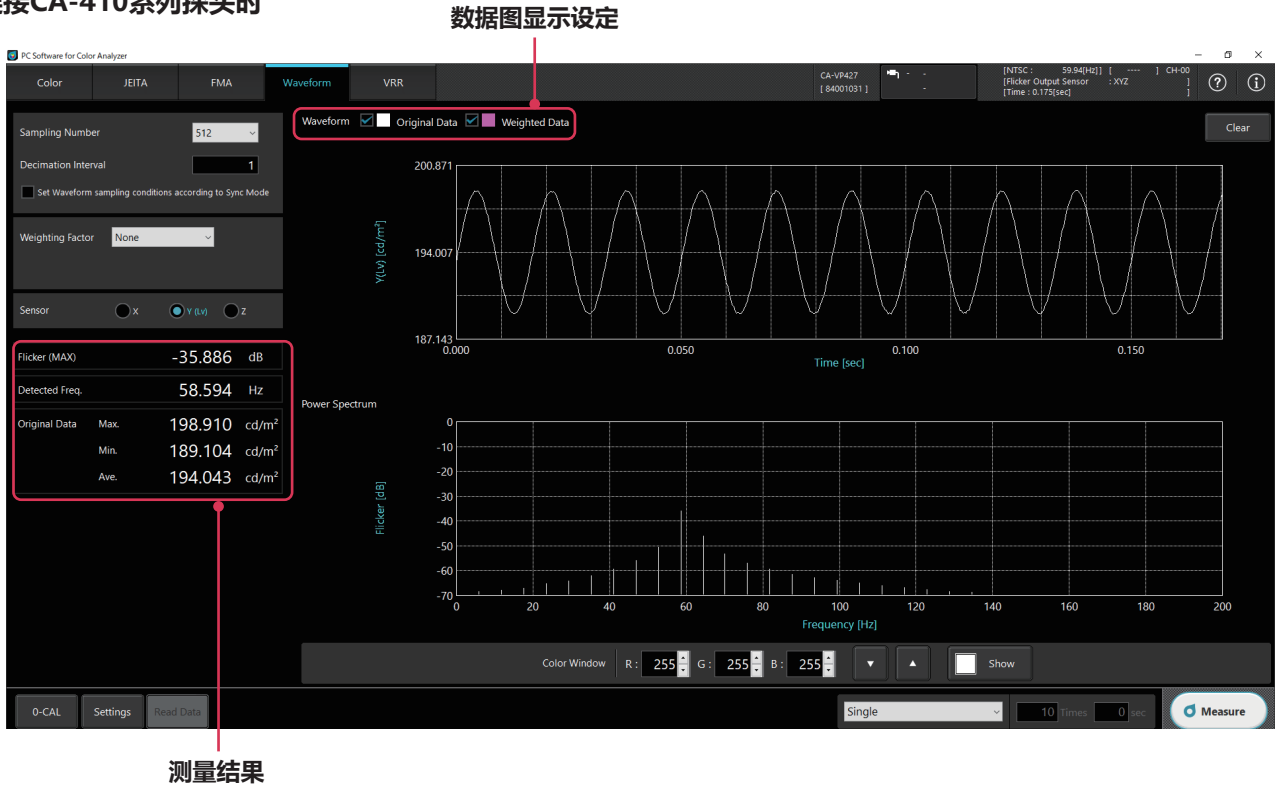 接CA-410系列探头的
数据图显示设定
PC Software for Color Analyzer
Color JEITA FMA Waveform VRR
CA-VP427
[ 84001031 ]
- -
-
[NTSC : 59.94[Hz]] [ ---- ] CH-00
[Flicker Output Sensor : XYZ ]
[Time : 0.175[sec] ]
Sampling Number 512
Decimation Interval 1
Set Waveform sampling conditions according to Sync Mode
Weighting Factor None
Sensor X Y (Lv) Z
Flicker (MAX) -35.886 dB
Detected Freq. 58.594 Hz
Original Data Max. 198.910 cd/m²
Min. 189.104 cd/m²
Ave. 194.043 cd/m²
Waveform Original Data Weighted Data
Clear
200.871
194.007
187.143
Y(Lv) [cd/m²]
0.000 0.050 0.100 0.150
Time [sec]
Power Spectrum
0
-10
-20
-30
-40
-50
-60
-70
Flicker [dB]
0 20 40 60 80 100 120 140 160 180 200
Frequency [Hz]
Color Window R : 255 G : 255 B : 255 Show
0-CAL Settings Read Data Single 10 Times 0 sec Measure
测量结果